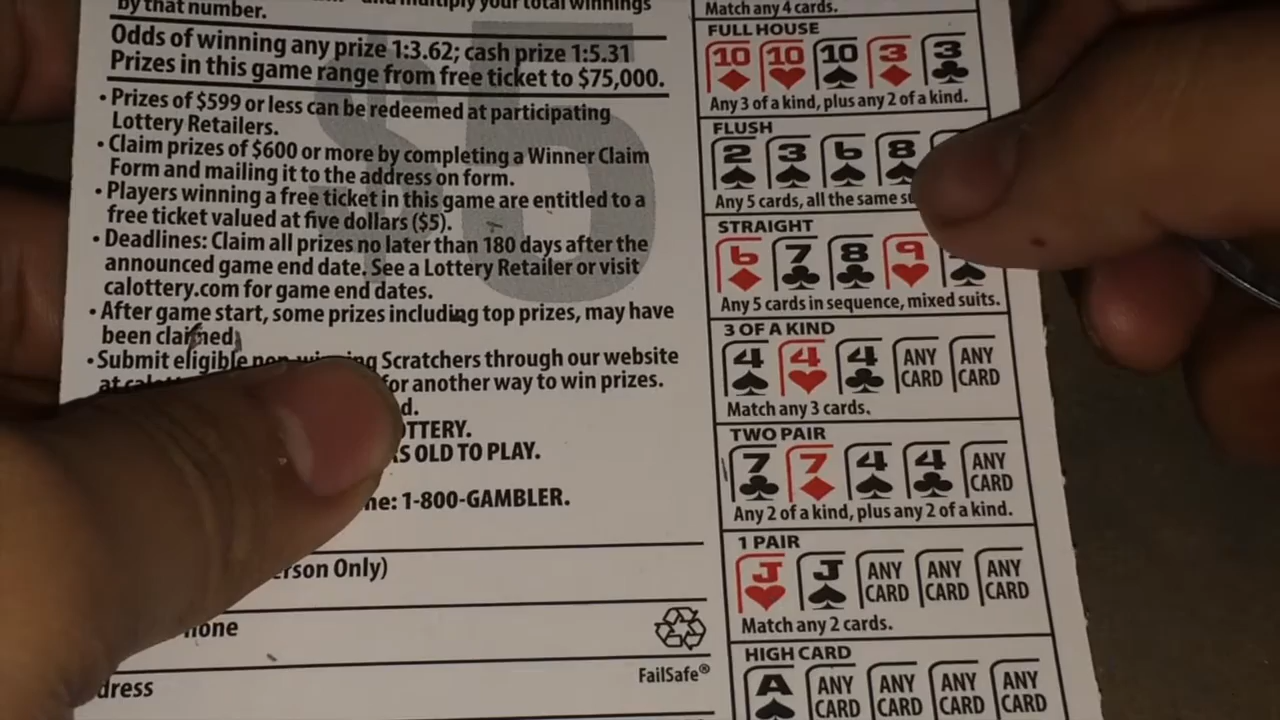 and multiply your total winnings
by that number.
Odds of winning any prize 1:3.62; cash prize 1:5.31
Prizes in this game range from free ticket to $75,000.
$5
• Prizes of $599 or less can be redeemed at participating
Lottery Retailers.
• Claim prizes of $600 or more by completing a Winner Claim
Form and mailing it to the address on form.
• Players winning a free ticket in this game are entitled to a
free ticket valued at five dollars ($5).
• Deadlines: Claim all prizes no later than 180 days after the
announced game end date. See a Lottery Retailer or visit
calottery.com for game end dates.
• After game start, some prizes including top prizes, may have
been claimed.
• Submit eligible non-winning Scratchers through our website
at for another way to win prizes.
OLD TO PLAY.
1-800-GAMBLER.
Only)
FailSafe®
Match any 4 cards.
FULL HOUSE
10 10 10 3 3
Any 3 of a kind, plus any 2 of a kind.
FLUSH
2 3 6 8
Any 5 cards, all the same
STRAIGHT
6 7 8 9
Any 5 cards in sequence, mixed suits.
3 OF A KIND
4 4 4 ANY CARD ANY CARD
Match any 3 cards.
TWO PAIR
7 7 4 4 ANY CARD
Any 2 of a kind, plus any 2 of a kind.
1 PAIR
J J ANY CARD ANY CARD ANY CARD
Match any 2 cards.
HIGH CARD
A ANY CARD ANY CARD ANY CARD ANY CARD